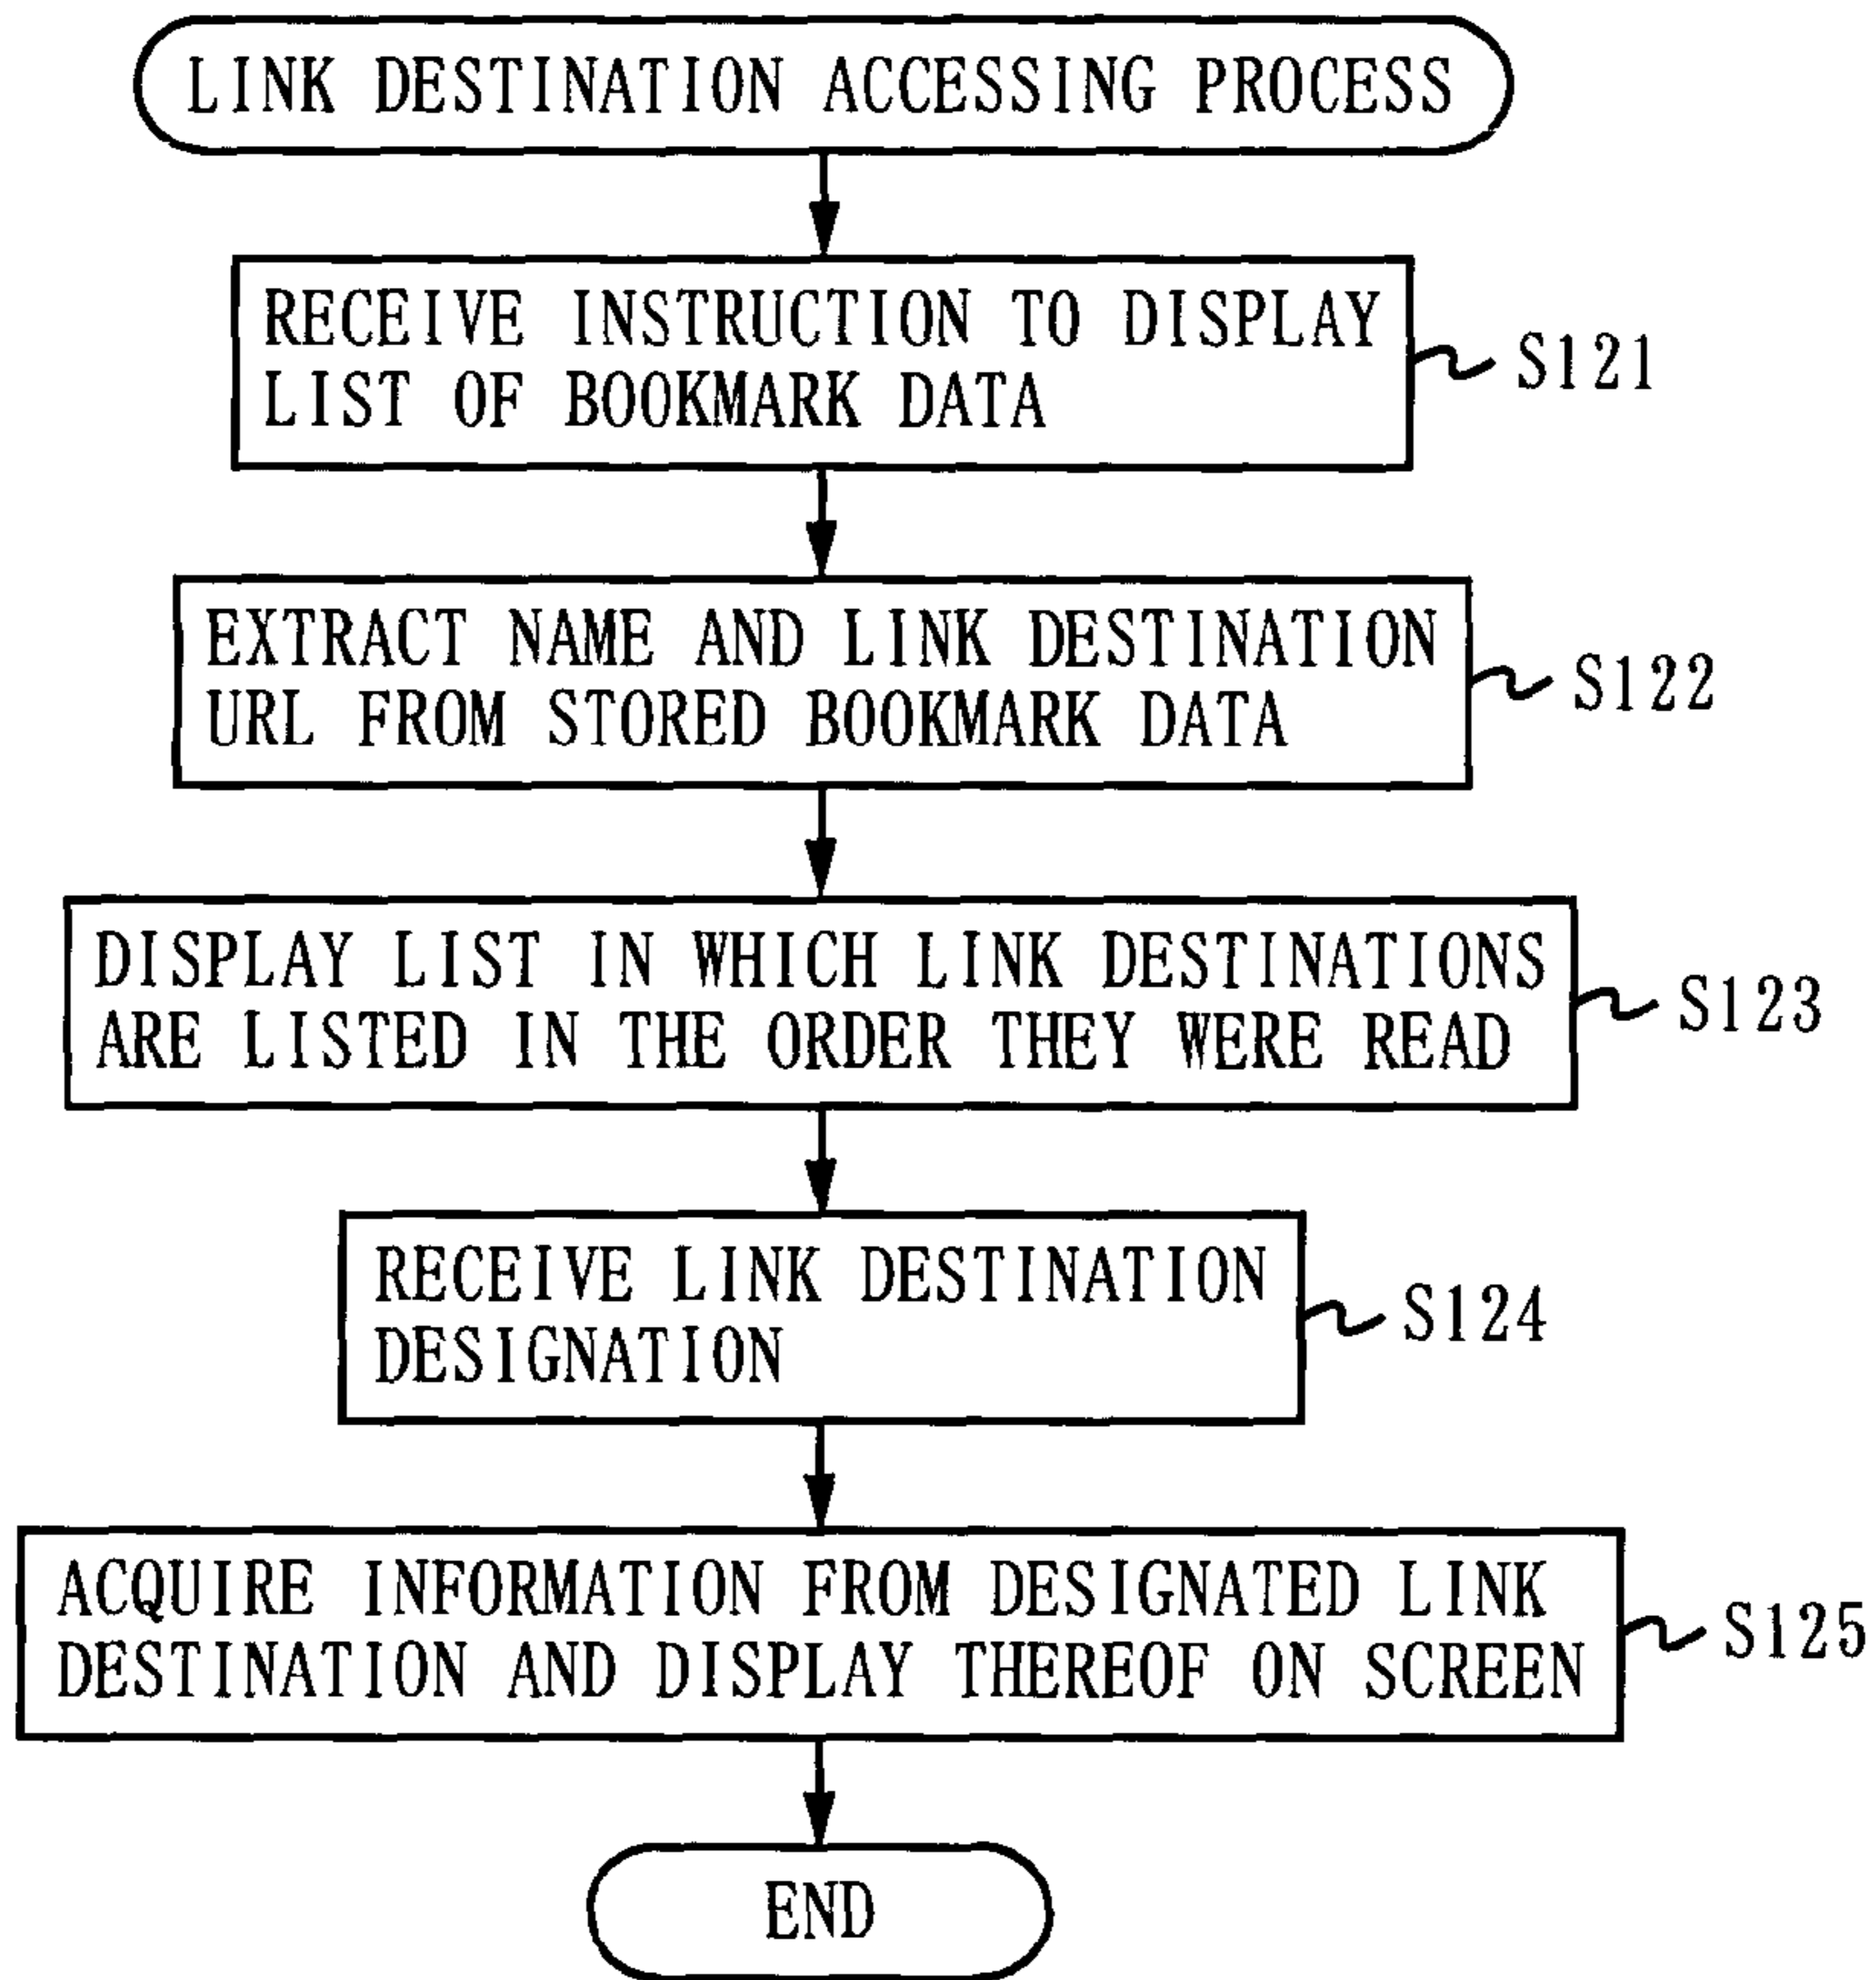 LINK DESTINATION ACCESSING PROCESS
RECEIVE INSTRUCTION TO DISPLAY
LIST OF BOOKMARK DATA
S121
EXTRACT NAME AND LINK DESTINATION
URL FROM STORED BOOKMARK DATA
S122
DISPLAY LIST IN WHICH LINK DESTINATIONS
ARE LISTED IN THE ORDER THEY WERE READ
S123
RECEIVE LINK DESTINATION
DESIGNATION
S124
ACQUIRE INFORMATION FROM DESIGNATED LINK
DESTINATION AND DISPLAY THEREOF ON SCREEN
S125
END